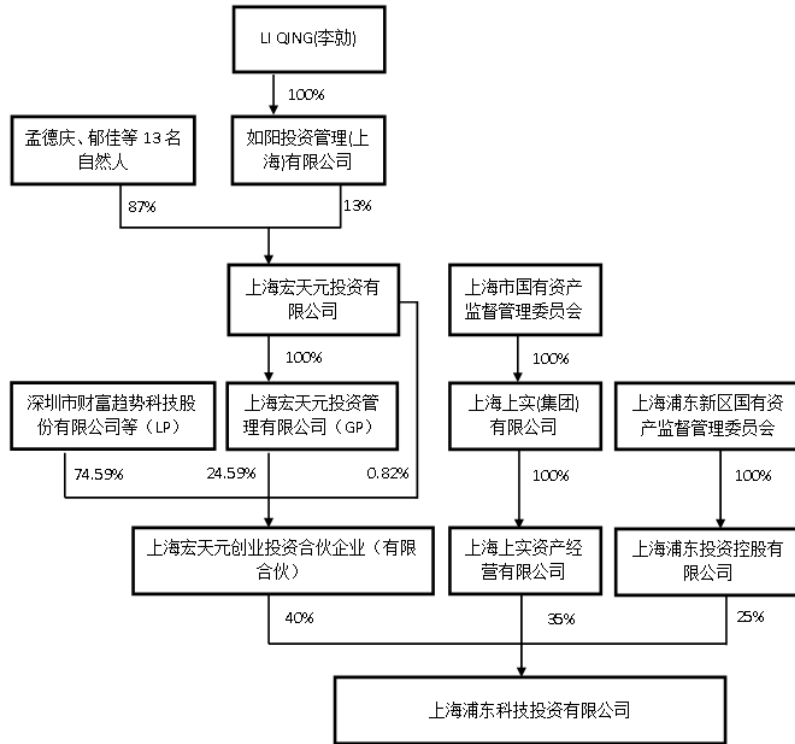 LI QING(李勍)
100%
孟德庆、郁佳等 13 名
自然人
如阳投资管理(上
海)有限公司
87%
13%
上海宏天元投资有
限公司
上海市国有资产
监督管理委员会
100%
100%
深圳市财富趋势科技股
份有限公司等（LP）
上海宏天元投资管
理有限公司（GP）
上海上实(集团)
有限公司
上海浦东新区国有资
产监督管理委员会
74.59%
24.59%
0.82%
100%
100%
上海宏天元创业投资合伙企业（有限
合伙）
上海上实资产经
营有限公司
上海浦东投资控股有
限公司
40%
35%
25%
上海浦东科技投资有限公司